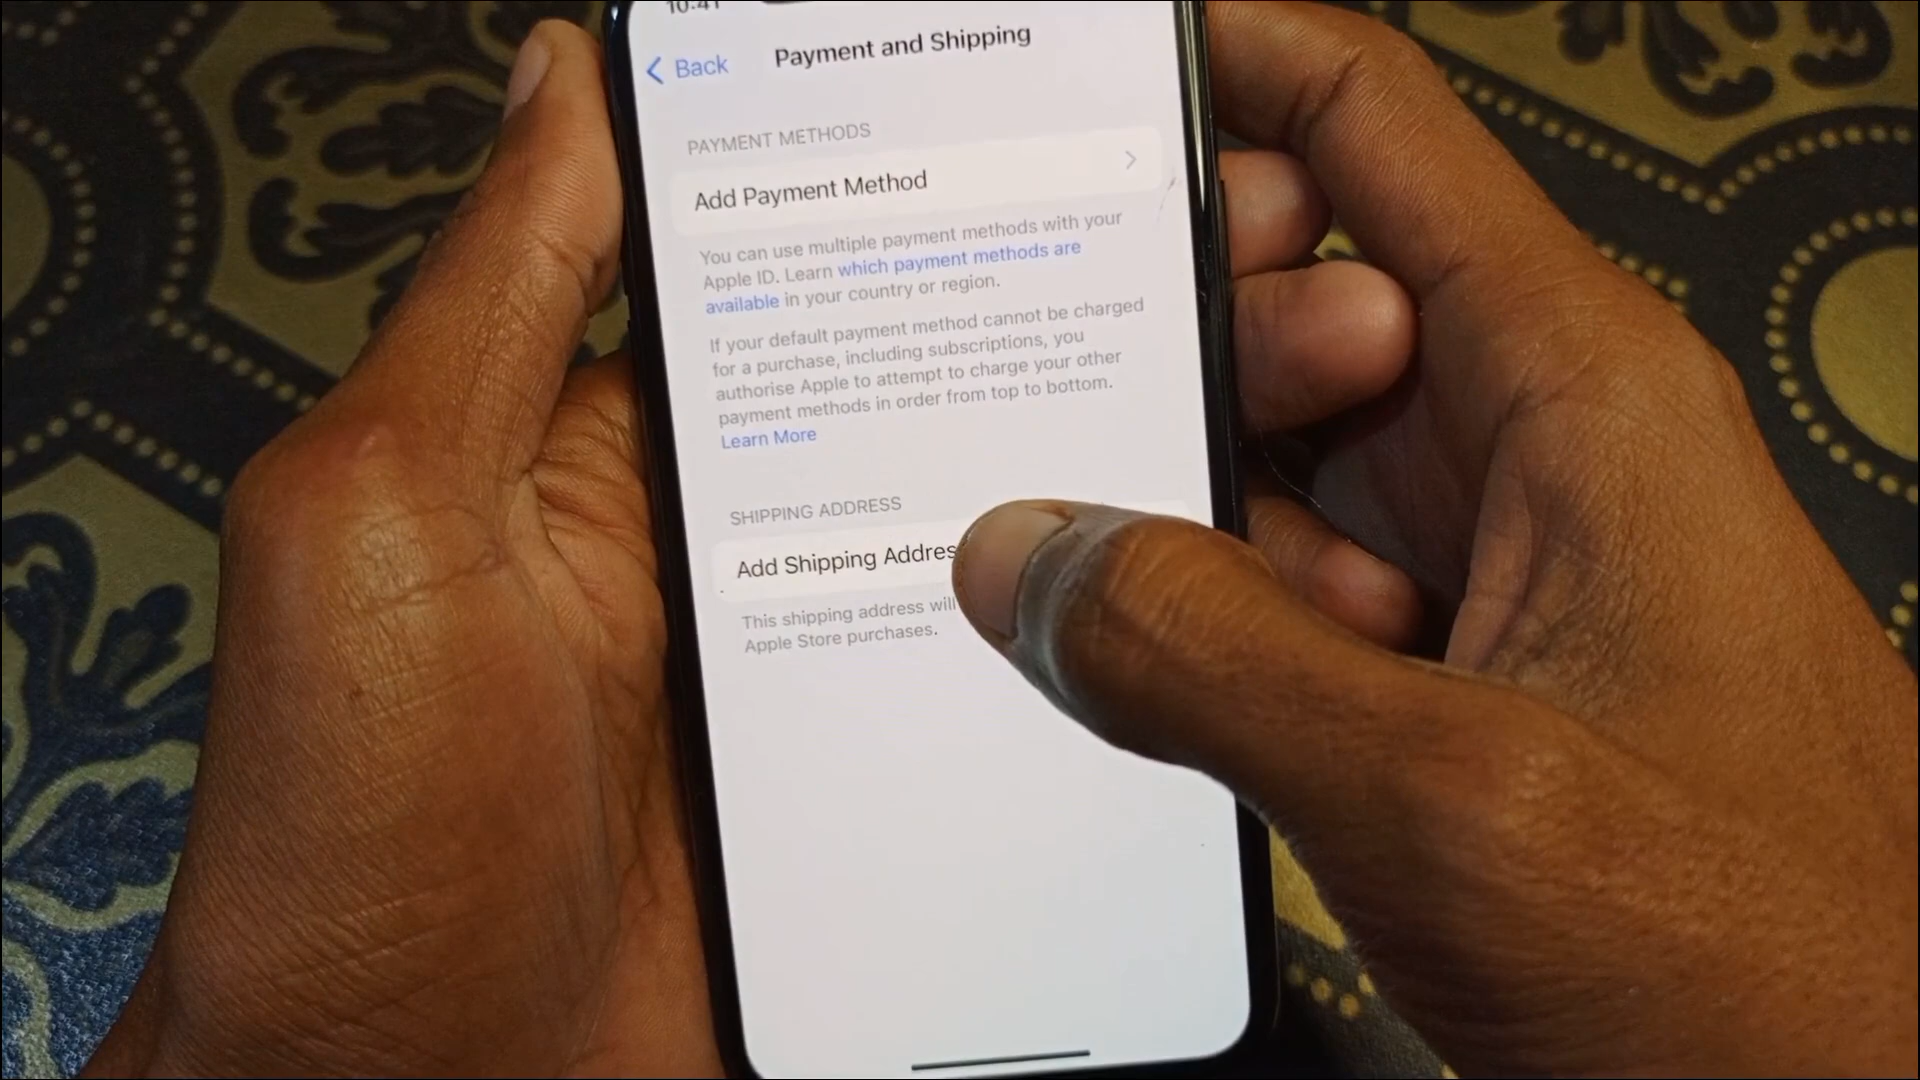 10:41
Back
Payment and Shipping
PAYMENT METHODS
Add Payment Method
You can use multiple payment methods with your
Apple ID. Learn which payment methods are
available in your country or region.
If your default payment method cannot be charged
for a purchase, including subscriptions, you
authorise Apple to attempt to charge your other
payment methods in order from top to bottom.
Learn More
SHIPPING ADDRESS
Add Shipping Addres
This shipping address will
Apple Store purchases.